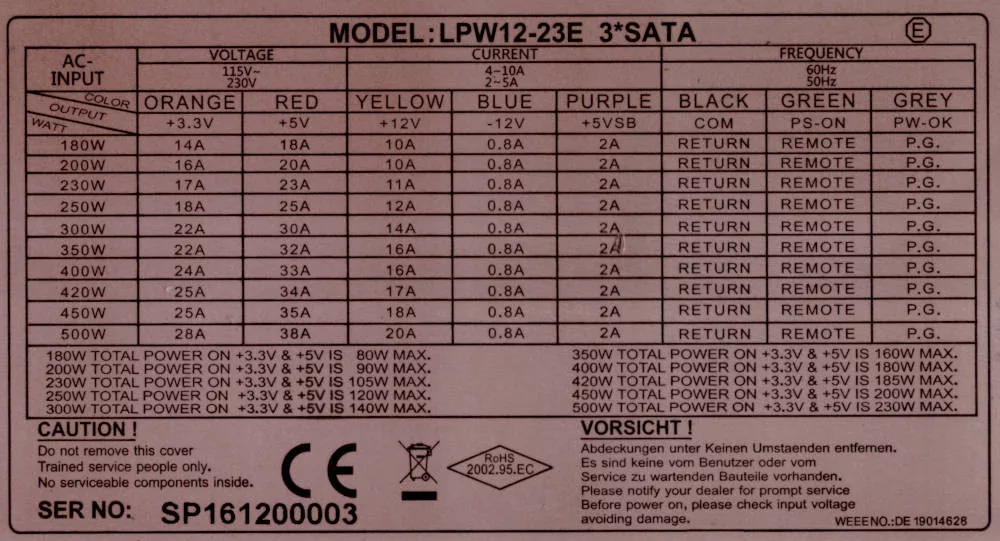 MODEL:LPW12-23E 3*SATA E
AC-INPUT VOLTAGE CURRENT FREQUENCY
115V~ 4~10A 60Hz
230V 2~5A 50Hz
COLOR ORANGE RED YELLOW BLUE PURPLE BLACK GREEN GREY
OUTPUT WATT +3.3V +5V +12V -12V +5VSB COM PS-ON PW-OK
180W 14A 18A 10A 0.8A 2A RETURN REMOTE P.G.
200W 16A 20A 10A 0.8A 2A RETURN REMOTE P.G.
230W 17A 23A 11A 0.8A 2A RETURN REMOTE P.G.
250W 18A 25A 12A 0.8A 2A RETURN REMOTE P.G.
300W 22A 30A 14A 0.8A 2A RETURN REMOTE P.G.
350W 22A 32A 16A 0.8A 2A RETURN REMOTE P.G.
400W 24A 33A 16A 0.8A 2A RETURN REMOTE P.G.
420W 25A 34A 17A 0.8A 2A RETURN REMOTE P.G.
450W 25A 35A 18A 0.8A 2A RETURN REMOTE P.G.
500W 28A 38A 20A 0.8A 2A RETURN REMOTE P.G.
180W TOTAL POWER ON +3.3V & +5V IS 80W MAX.
200W TOTAL POWER ON +3.3V & +5V IS 90W MAX.
230W TOTAL POWER ON +3.3V & +5V IS 105W MAX.
250W TOTAL POWER ON +3.3V & +5V IS 120W MAX.
300W TOTAL POWER ON +3.3V & +5V IS 140W MAX.
350W TOTAL POWER ON +3.3V & +5V IS 160W MAX.
400W TOTAL POWER ON +3.3V & +5V IS 180W MAX.
420W TOTAL POWER ON +3.3V & +5V IS 185W MAX.
450W TOTAL POWER ON +3.3V & +5V IS 200W MAX.
500W TOTAL POWER ON +3.3V & +5V IS 230W MAX.
CAUTION !
Do not remove this cover
Trained service people only.
No serviceable components inside.
SER NO: SP161200003
CE
RoHS
2002.95.EC
VORSICHT !
Abdeckungen unter Keinen Umstaenden entfernen.
Es sind keine vom Benutzer oder vom
Service zu wartenden Bauteile vorhanden.
Please notify your dealer for prompt service
Before power on, please check input voltage
avoiding damage.
WEEENO.:DE 19014628